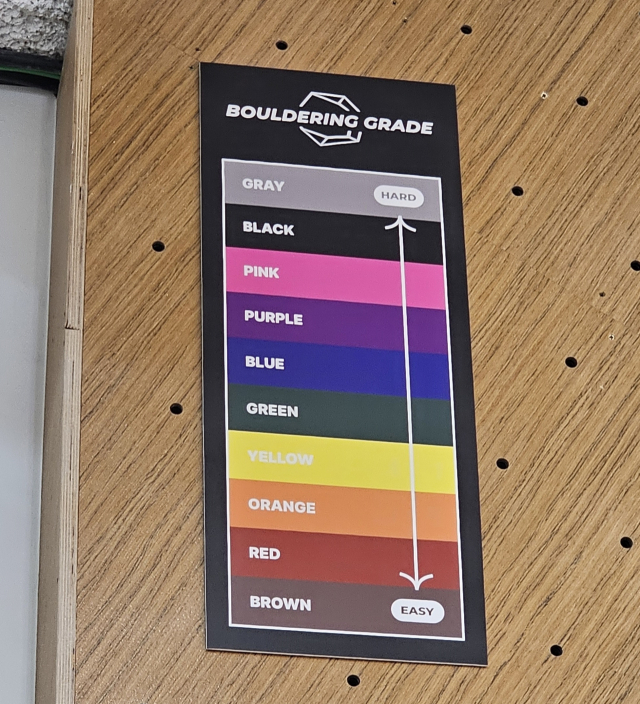 BOULDERING GRADE
GRAY HARD
BLACK
PINK
PURPLE
BLUE
GREEN
YELLOW
ORANGE
RED
BROWN EASY